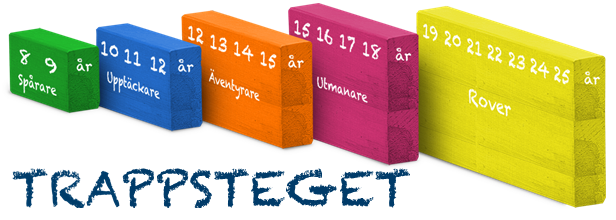 8 9 år
Spårare
10 11 12 år
Upptäckare
12 13 14 15 år
Äventyrare
15 16 17 18 år
Utmanare
19 20 21 22 23 24 25 år
Rover
TRAPPSTEGET